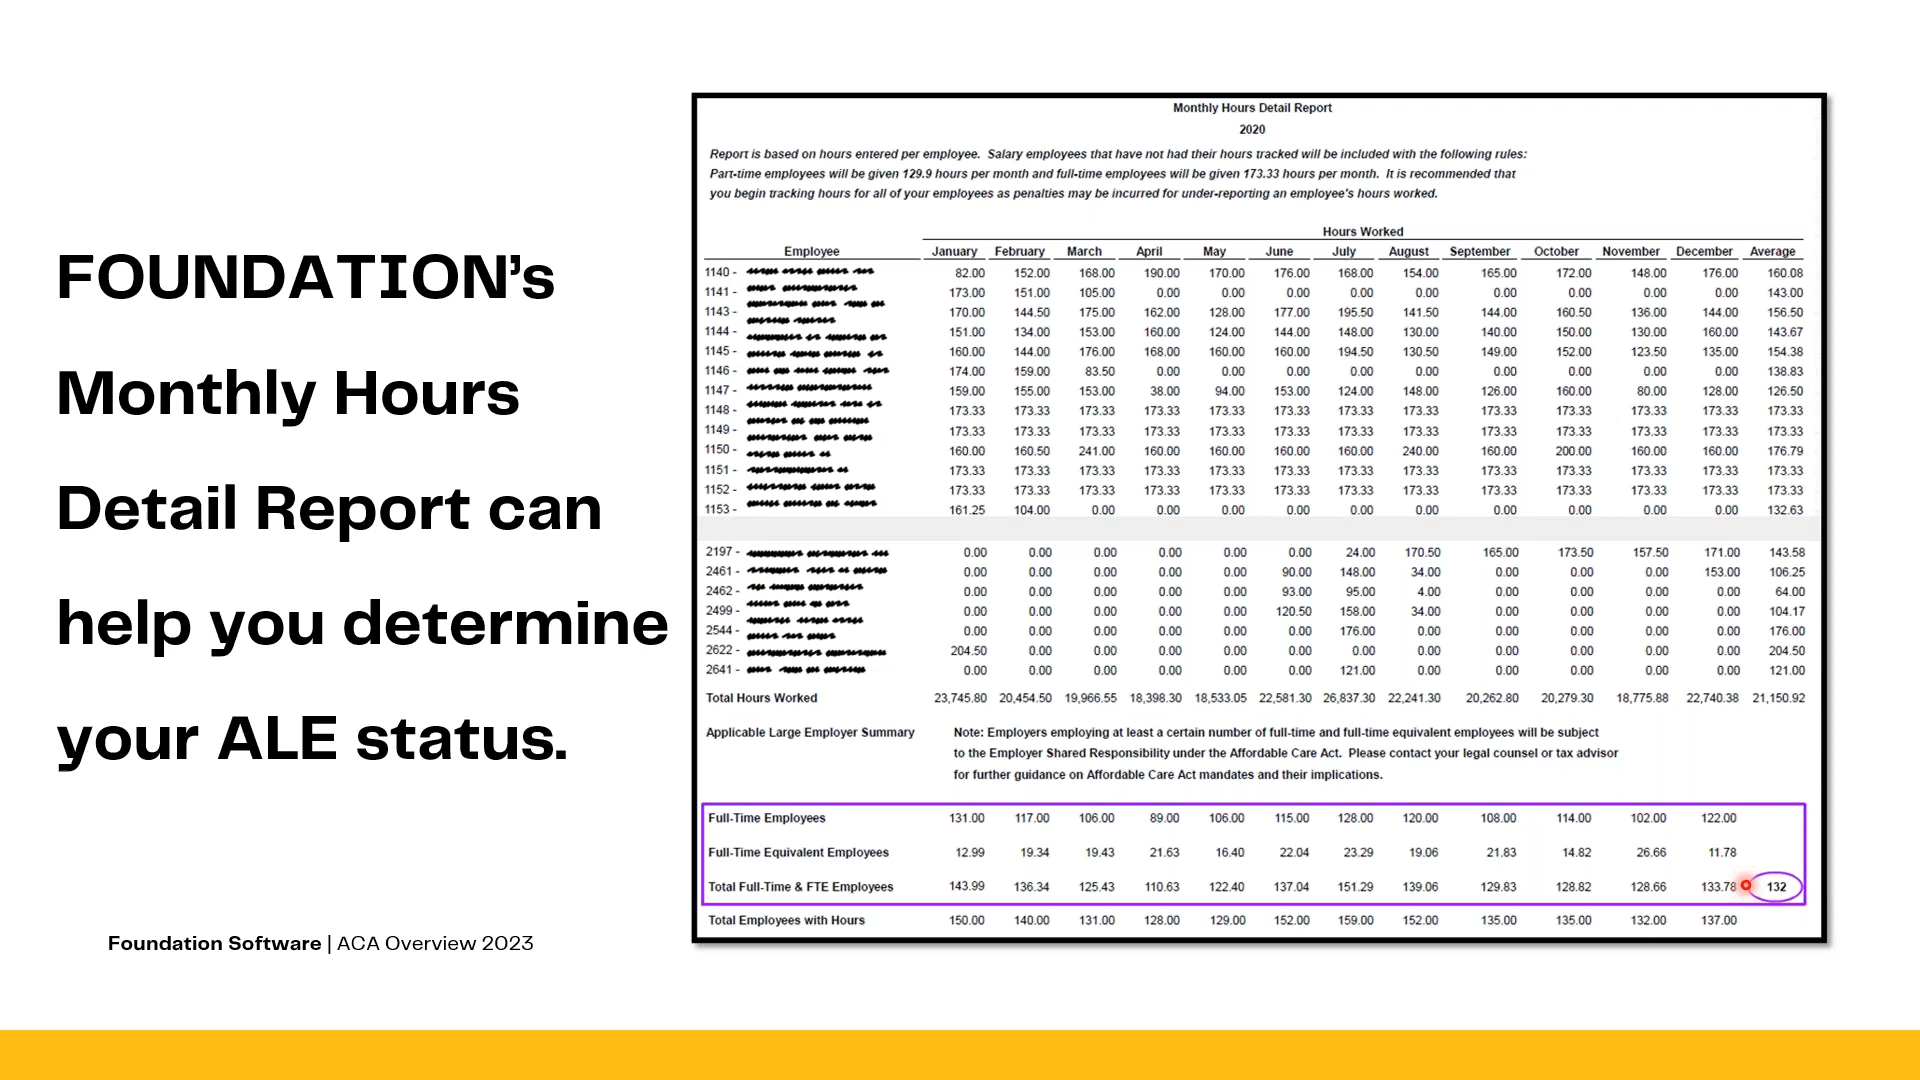 FOUNDATION’s
Monthly Hours
Detail Report can
help you determine
your ALE status.
Foundation Software | ACA Overview 2023
Monthly Hours Detail Report
2020
Report is based on hours entered per employee. Salary employees that have not had their hours tracked will be included with the following rules:
Part-time employees will be given 129.9 hours per month and full-time employees will be given 173.33 hours per month. It is recommended that
you begin tracking hours for all of your employees as penalties may be incurred for under-reporting an employee's hours worked.
Hours Worked
Employee January February March April May June July August September October November December Average
1140 - 82.00 152.00 168.00 190.00 170.00 176.00 168.00 154.00 165.00 172.00 148.00 176.00 160.08
1141 - 173.00 151.00 105.00 0.00 0.00 0.00 0.00 0.00 0.00 0.00 0.00 0.00 143.00
1143 - 170.00 144.50 175.00 162.00 128.00 177.00 195.50 141.50 144.00 160.50 136.00 144.00 156.50
1144 - 151.00 134.00 153.00 160.00 124.00 144.00 148.00 130.00 140.00 150.00 130.00 160.00 143.67
1145 - 160.00 144.00 176.00 168.00 160.00 160.00 194.50 130.50 149.00 152.00 123.50 135.00 154.38
1146 - 174.00 159.00 83.50 0.00 0.00 0.00 0.00 0.00 0.00 0.00 0.00 0.00 138.83
1147 - 159.00 155.00 153.00 38.00 94.00 153.00 124.00 148.00 126.00 160.00 80.00 128.00 126.50
1148 - 173.33 173.33 173.33 173.33 173.33 173.33 173.33 173.33 173.33 173.33 173.33 173.33 173.33
1149 - 173.33 173.33 173.33 173.33 173.33 173.33 173.33 173.33 173.33 173.33 173.33 173.33 173.33
1150 - 160.00 160.50 241.00 160.00 160.00 160.00 160.00 240.00 160.00 200.00 160.00 160.00 176.79
1151 - 173.33 173.33 173.33 173.33 173.33 173.33 173.33 173.33 173.33 173.33 173.33 173.33 173.33
1152 - 173.33 173.33 173.33 173.33 173.33 173.33 173.33 173.33 173.33 173.33 173.33 173.33 173.33
1153 - 161.25 104.00 0.00 0.00 0.00 0.00 0.00 0.00 0.00 0.00 0.00 0.00 132.63
2197 - 0.00 0.00 0.00 0.00 0.00 0.00 24.00 170.50 165.00 173.50 157.50 171.00 143.58
2461 - 0.00 0.00 0.00 0.00 0.00 90.00 148.00 34.00 0.00 0.00 0.00 153.00 106.25
2462 - 0.00 0.00 0.00 0.00 0.00 93.00 95.00 4.00 0.00 0.00 0.00 0.00 64.00
2499 - 0.00 0.00 0.00 0.00 0.00 120.50 158.00 34.00 0.00 0.00 0.00 0.00 104.17
2544 - 0.00 0.00 0.00 0.00 0.00 0.00 176.00 0.00 0.00 0.00 0.00 0.00 176.00
2622 - 204.50 0.00 0.00 0.00 0.00 0.00 0.00 0.00 0.00 0.00 0.00 0.00 204.50
2641 - 0.00 0.00 0.00 0.00 0.00 0.00 121.00 0.00 0.00 0.00 0.00 0.00 121.00
Total Hours Worked 23,745.80 20,454.50 19,966.55 18,398.30 18,533.05 22,581.30 26,837.30 22,241.30 20,262.80 20,279.30 18,775.88 22,740.38 21,150.92
Applicable Large Employer Summary Note: Employers employing at least a certain number of full-time and full-time equivalent employees will be subject
to the Employer Shared Responsibility under the Affordable Care Act. Please contact your legal counsel or tax advisor
for further guidance on Affordable Care Act mandates and their implications.
Full-Time Employees 131.00 117.00 106.00 89.00 106.00 115.00 128.00 120.00 108.00 114.00 102.00 122.00
Full-Time Equivalent Employees 12.99 19.34 19.43 21.63 16.40 22.04 23.29 19.06 21.83 14.82 26.66 11.78
Total Full-Time & FTE Employees 143.99 136.34 125.43 110.63 122.40 137.04 151.29 139.06 129.83 128.82 128.66 133.78 132
Total Employees with Hours 150.00 140.00 131.00 128.00 129.00 152.00 159.00 152.00 135.00 135.00 132.00 137.00